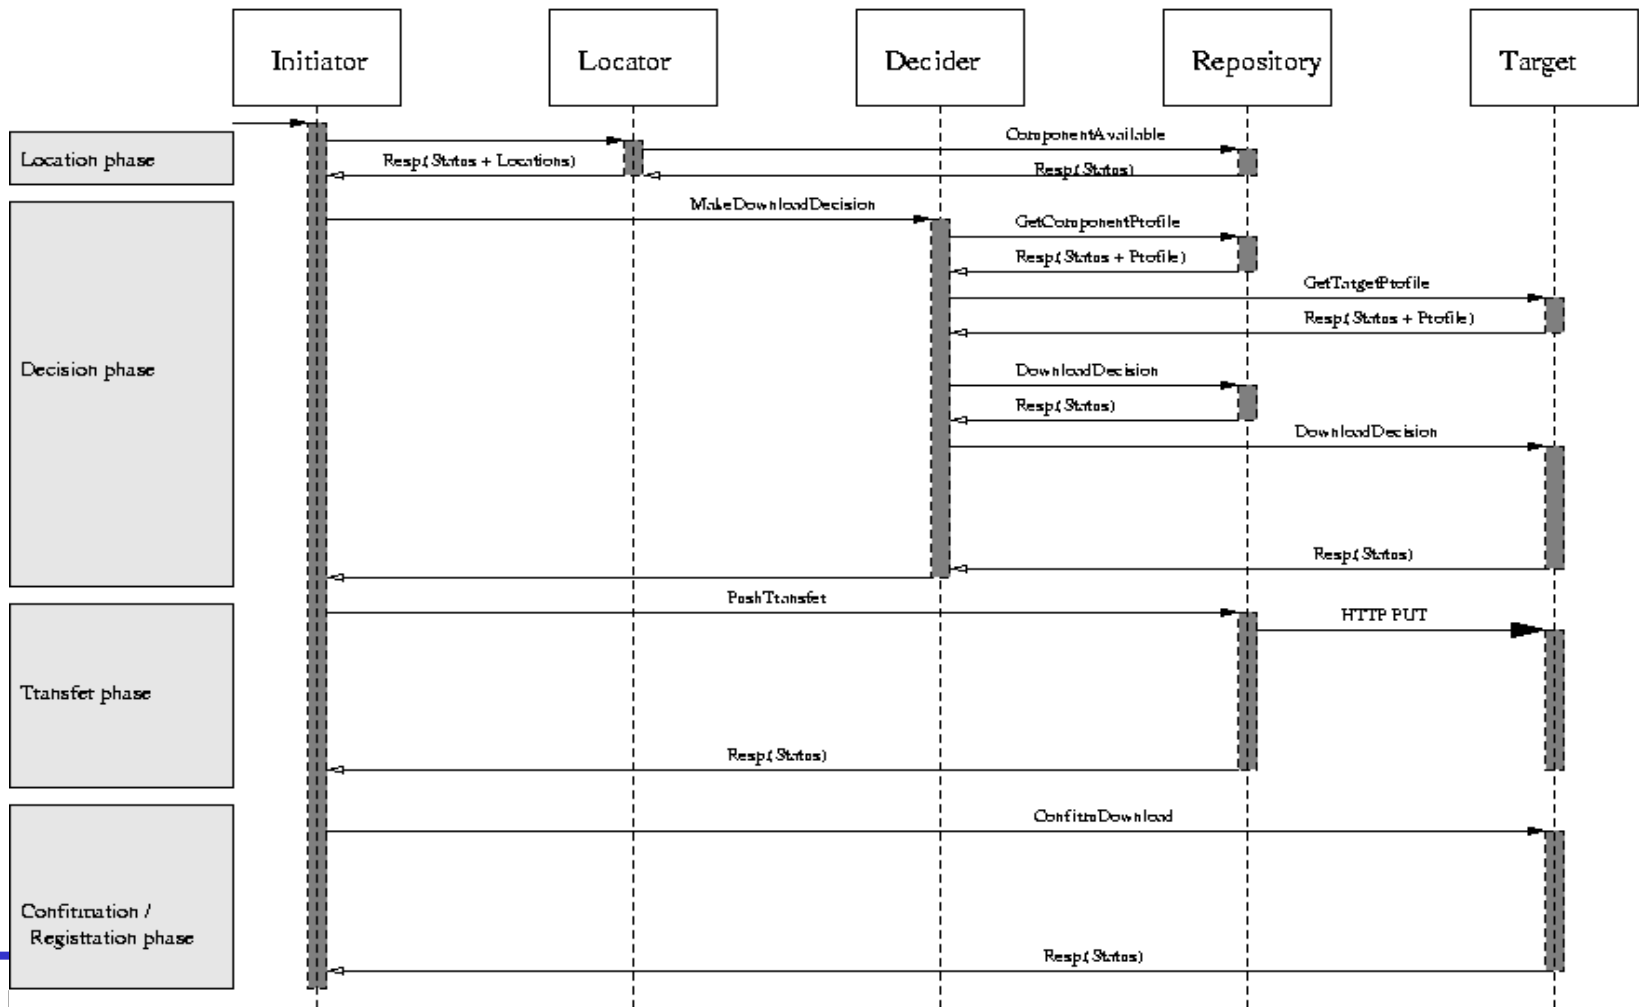 Initiator
Locator
Decider
Repository
Target
Location phase
ComponentAvailable
Resp(Status + Locations)
Resp(Status)
MakeDownloadDecision
GetComponentProfile
Resp(Status + Profile)
GetTargetProfile
Resp(Status + Profile)
Decision phase
DownloadDecision
Resp(Status)
DownloadDecision
Resp(Status)
PushTransfer
HTTP PUT
Transfer phase
Resp(Status)
ConfirmDownload
Confirmation /
Registration phase
Resp(Status)